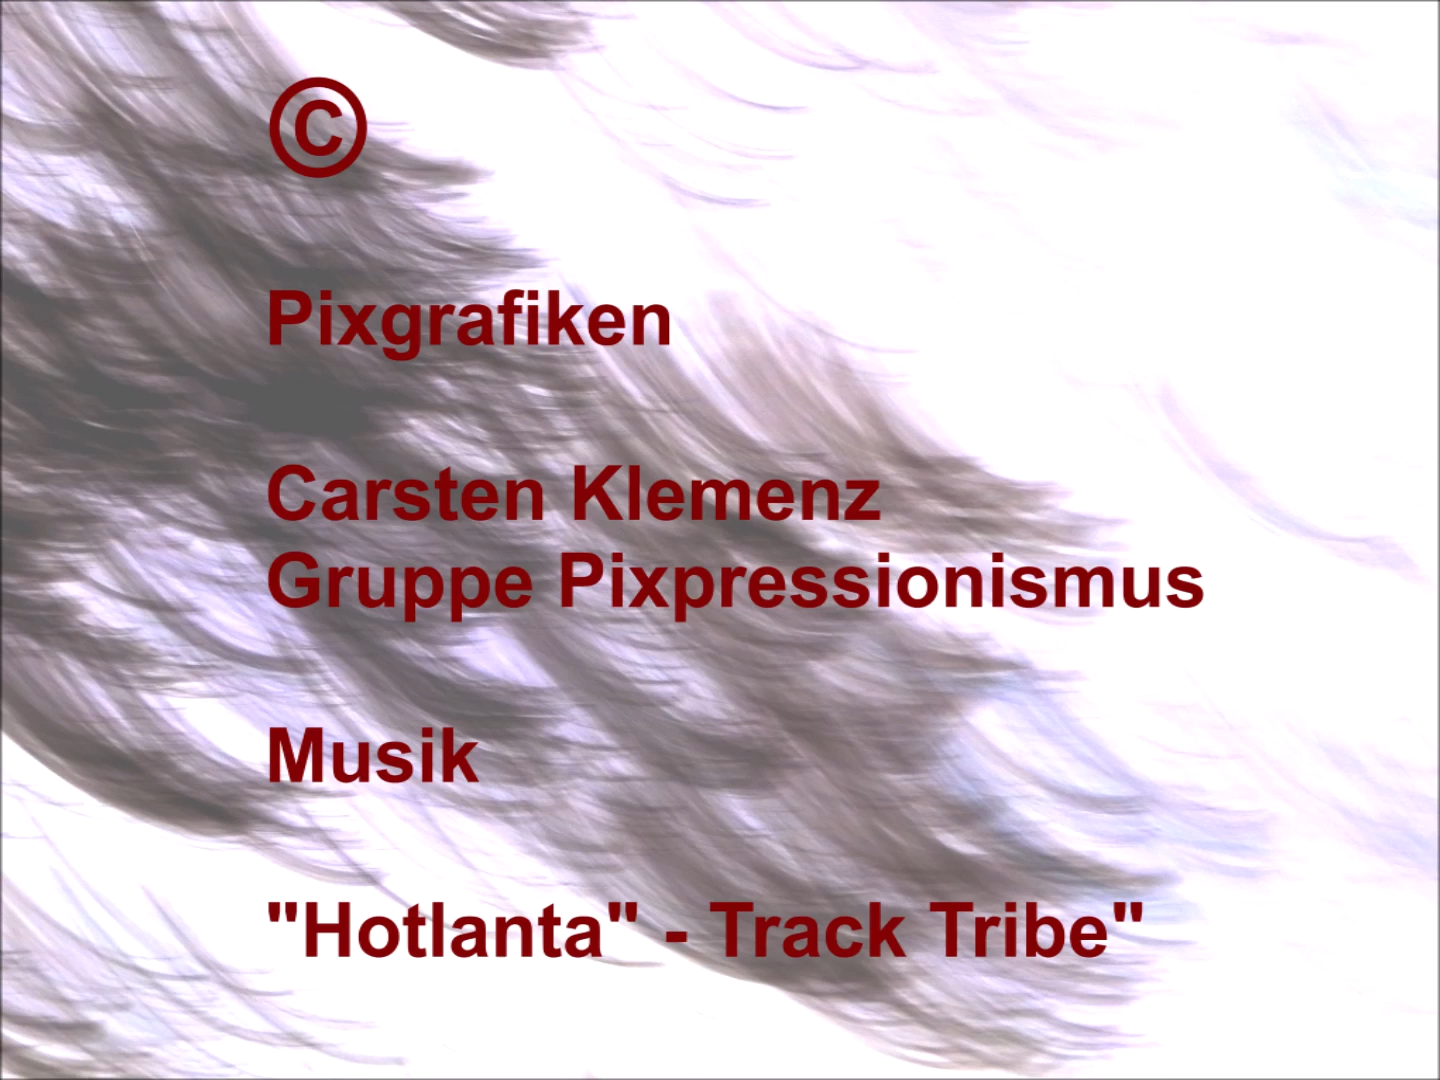 ©
Pixgrafiken
Carsten Klemenz
Gruppe Pixpressionismus
Musik
"Hotlanta" - Track Tribe"